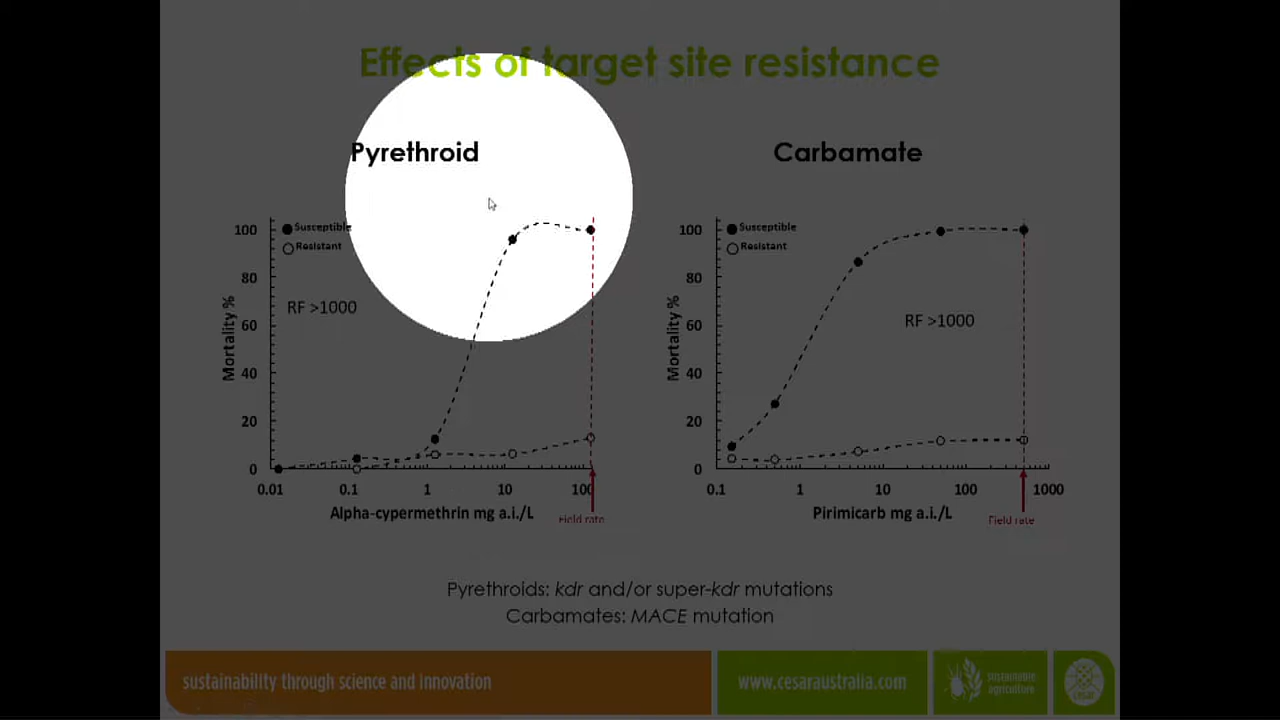 Effects of target site resistance
Pyrethroid
Susceptible
Resistant
RF >1000
Mortality %
100
80
60
40
20
0
0.01 0.1 1 10 100
Alpha-cypermethrin mg a.i./L
Field rate
Carbamate
Susceptible
Resistant
RF >1000
Mortality %
100
80
60
40
20
0
0.1 1 10 100 1000
Pirimicarb mg a.i./L
Field rate
Pyrethroids: kdr and/or super-kdr mutations
Carbamates: MACE mutation
sustainability through science and innovation
www.cesaraustralia.com
sustainable
agriculture